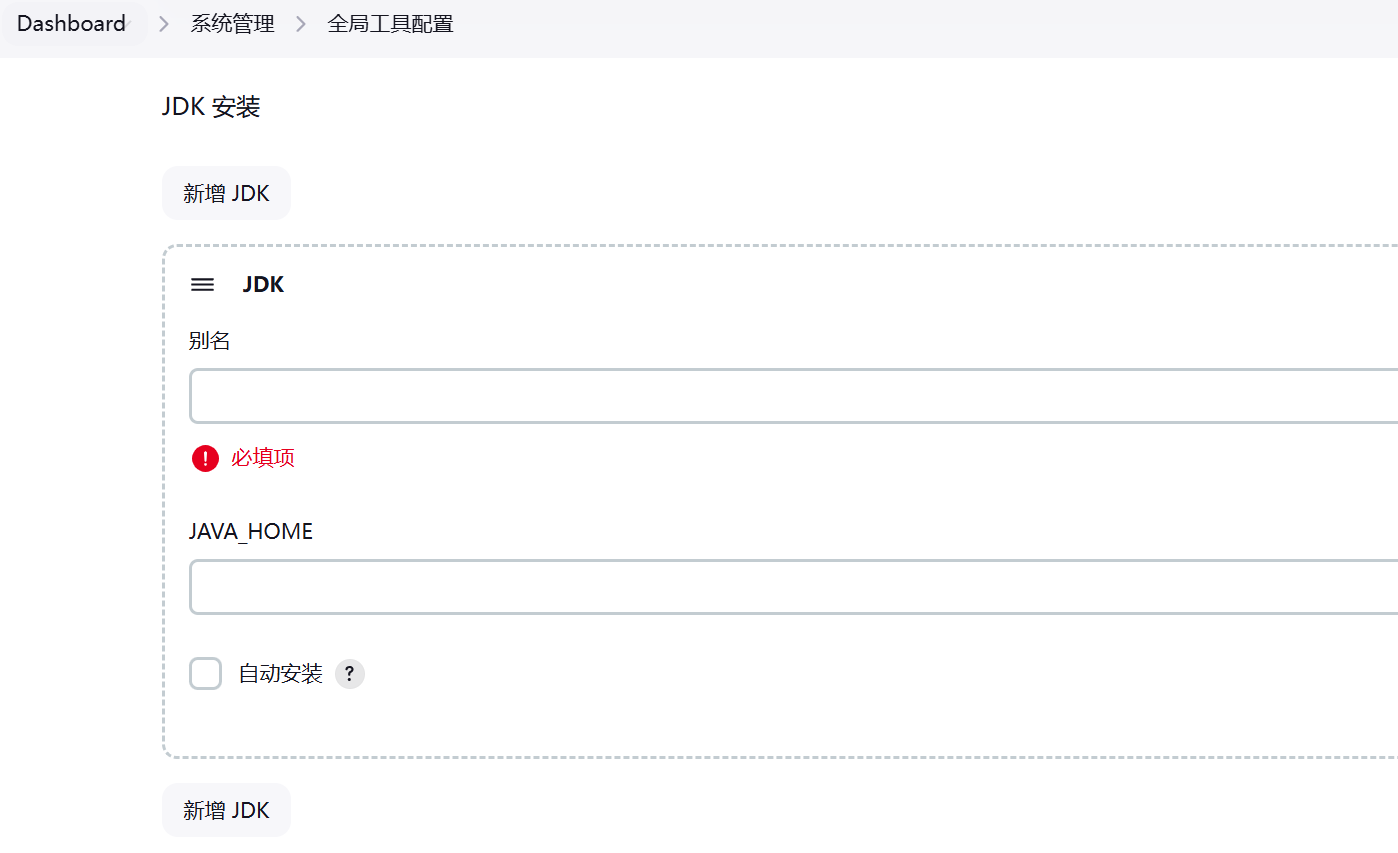 Dashboard > 系统管理 > 全局工具配置
JDK 安装
新增 JDK
JDK
别名
! 必填项
JAVA_HOME
自动安装 ?
新增 JDK